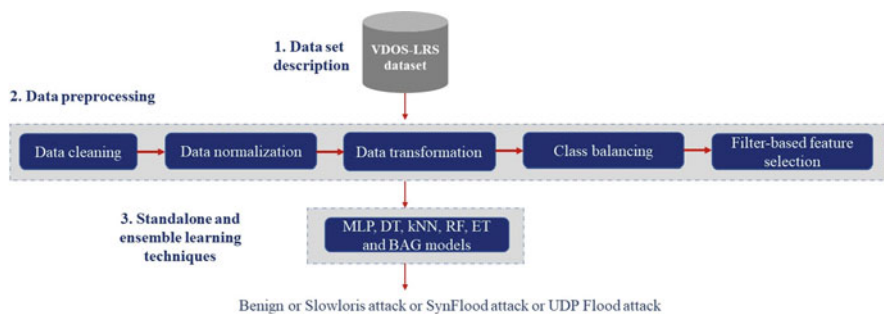 1. Data set
description
VDOS-LRS
dataset
2. Data preprocessing
Data cleaning
Data normalization
Data transformation
Class balancing
Filter-based feature
selection
3. Standalone and
ensemble learning
techniques
MLP, DT, kNN, RF, ET
and BAG models
Benign or Slowloris attack or SynFlood attack or UDP Flood attack